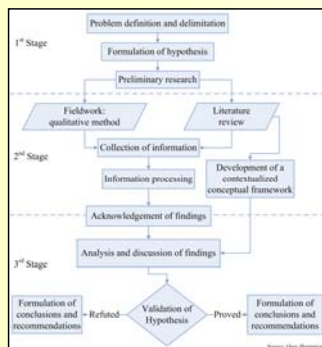 Problem definition and delimitation
1st Stage
Formulation of hypothesis
Preliminary research
Fieldwork:
qualitative method
Literature
review
Collection of information
2nd Stage
Information processing
Development of a
contextualized
conceptual framework
Acknowledgement of findings
Analysis and discussion of findings
3rd Stage
Formulation of
conclusions and
recommendations
Refuted
Validation of
Hypothesis
Proved
Formulation of
conclusions and
recommendations